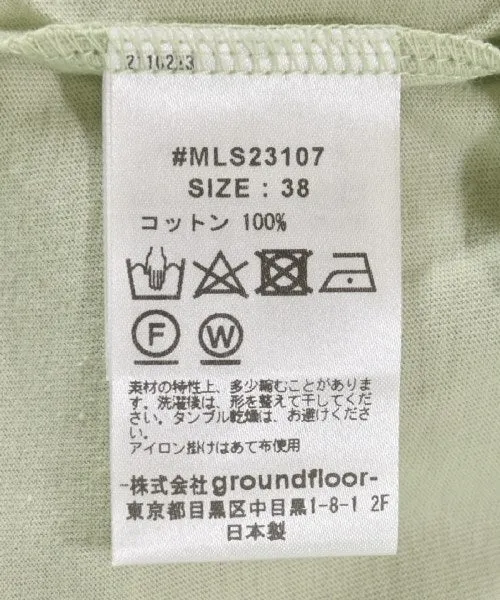 #MLS23107
SIZE : 38
コットン 100%
F W
素材の特性上、多少縮むことがありま
す。洗濯後は、形を整えて干してくださ
い。タンブル乾燥は、お避けくださ
い。
アイロン掛けはあて布使用
-株式会社groundfloor-
東京都目黒区中目黒1-8-1 2F
日本製